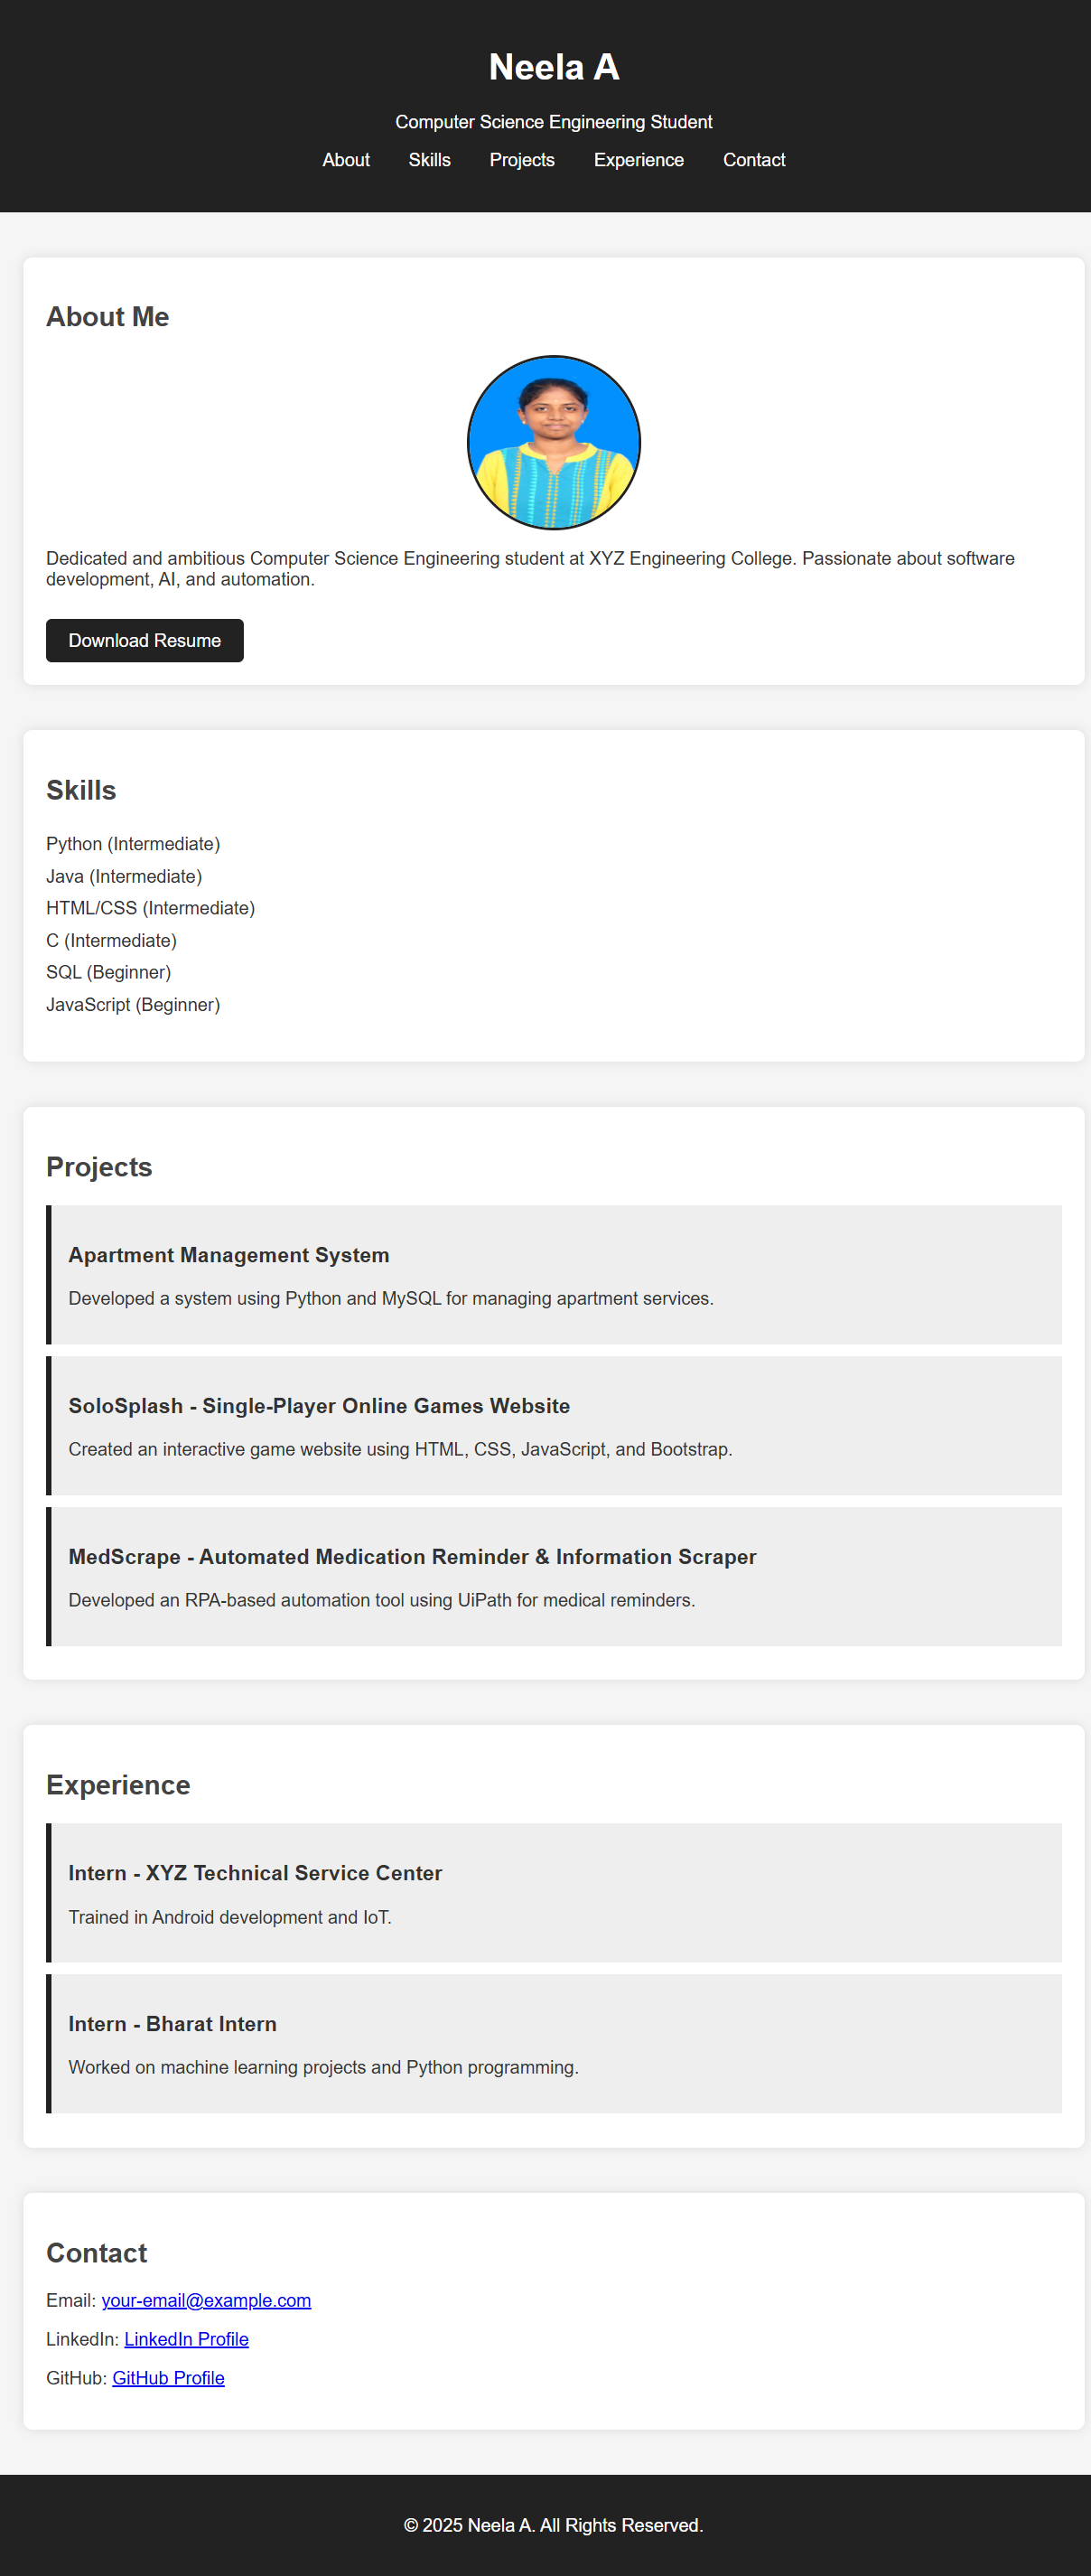 Neela A
Computer Science Engineering Student
About Skills Projects Experience Contact
About Me
Dedicated and ambitious Computer Science Engineering student at XYZ Engineering College. Passionate about software
development, AI, and automation.
Download Resume
Skills
Python (Intermediate)
Java (Intermediate)
HTML/CSS (Intermediate)
C (Intermediate)
SQL (Beginner)
JavaScript (Beginner)
Projects
Apartment Management System
Developed a system using Python and MySQL for managing apartment services.
SoloSplash - Single-Player Online Games Website
Created an interactive game website using HTML, CSS, JavaScript, and Bootstrap.
MedScrape - Automated Medication Reminder & Information Scraper
Developed an RPA-based automation tool using UiPath for medical reminders.
Experience
Intern - XYZ Technical Service Center
Trained in Android development and IoT.
Intern - Bharat Intern
Worked on machine learning projects and Python programming.
Contact
Email: your-email@example.com
LinkedIn: LinkedIn Profile
GitHub: GitHub Profile
© 2025 Neela A. All Rights Reserved.